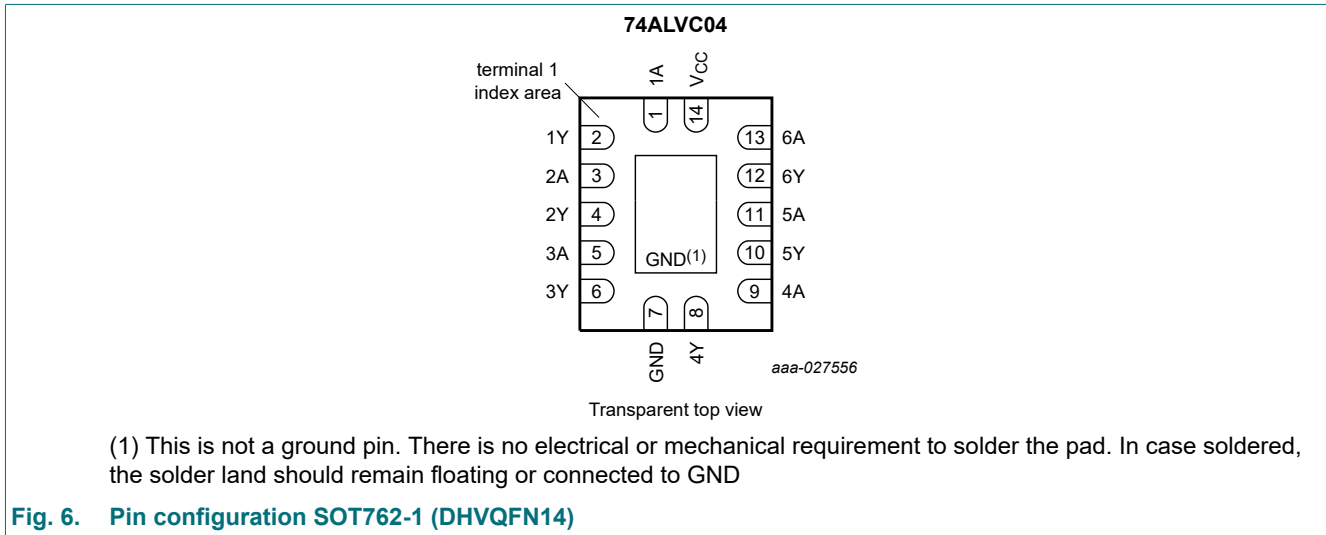 74ALVC04
terminal 1
index area
1A
VCC
1
14
1Y 2
13 6A
2A 3
12 6Y
2Y 4
11 5A
3A 5
10 5Y
3Y 6
9 4A
GND(1)
7
8
GND
4Y
aaa-027556
Transparent top view
(1) This is not a ground pin. There is no electrical or mechanical requirement to solder the pad. In case soldered,
the solder land should remain floating or connected to GND
Fig. 6. Pin configuration SOT762-1 (DHVQFN14)